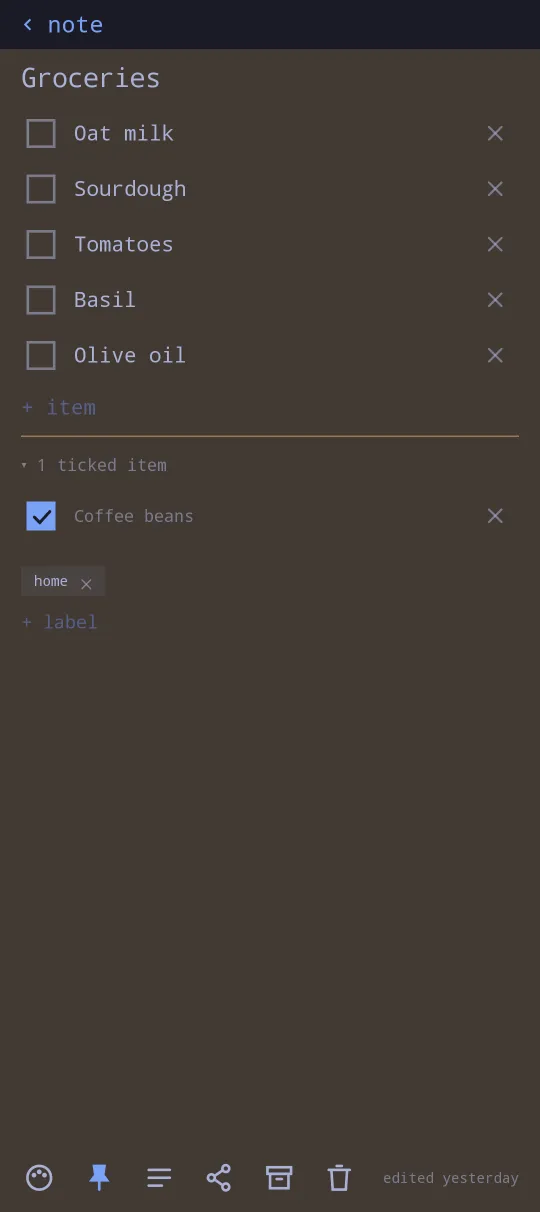 note
Groceries
Oat milk
Sourdough
Tomatoes
Basil
Olive oil
+ item
▾ 1 ticked item
Coffee beans
home
+ label
edited yesterday